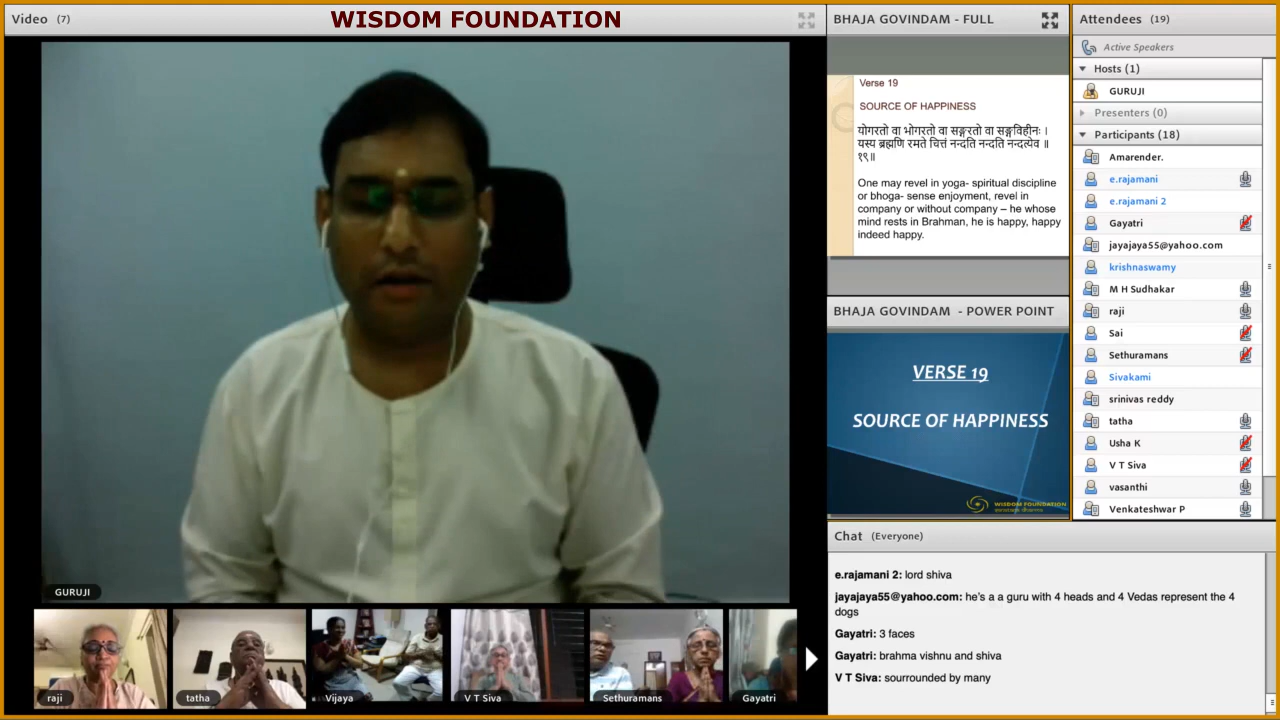 Video (7)
WISDOM FOUNDATION
GURUJI
raji
tatha
Vijaya
V T Siva
Sethuramans
Gayatri
BHAJA GOVINDAM - FULL
Verse 19
SOURCE OF HAPPINESS
योगरतो वा भोगरतो वा सङ्गरतो वा सङ्गविहीनः ।
यस्य ब्रह्मणि रमते चित्तं नन्दति नन्दति नन्दत्येव ॥
१९॥
One may revel in yoga- spiritual discipline
or bhoga- sense enjoyment, revel in
company or without company – he whose
mind rests in Brahman, he is happy, happy
indeed happy.
BHAJA GOVINDAM - POWER POINT
VERSE 19
SOURCE OF HAPPINESS
WISDOM FOUNDATION
Attendees (19)
Active Speakers
Hosts (1)
GURUJI
Presenters (0)
Participants (18)
Amarender.
e.rajamani
e.rajamani 2
Gayatri
jayajaya55@yahoo.com
krishnaswamy
M H Sudhakar
raji
Sai
Sethuramans
Sivakami
srinivas reddy
tatha
Usha K
V T Siva
vasanthi
Venkateshwar P
Chat (Everyone)
e.rajamani 2: lord shiva
jayajaya55@yahoo.com: he's a a guru with 4 heads and 4 Vedas represent the 4
dogs
Gayatri: 3 faces
Gayatri: brahma vishnu and shiva
V T Siva: sourrounded by many